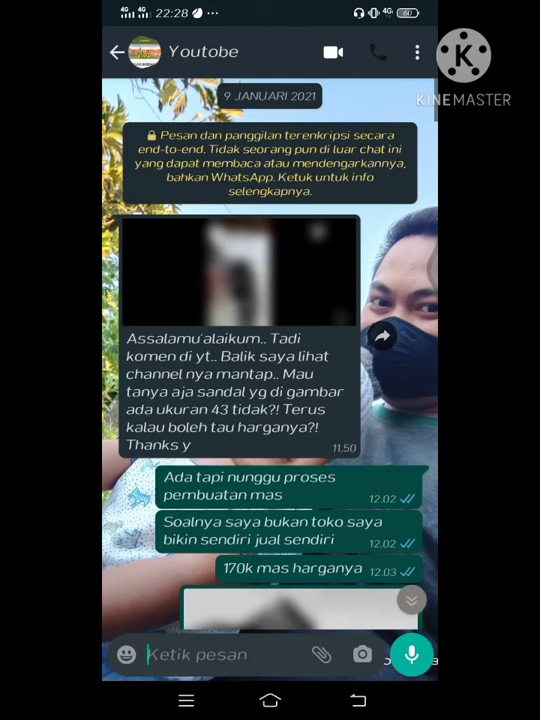 22:28
4G
60
Youtobe
K
KINEMASTER
9 JANUARI 2021
Pesan dan panggilan terenkripsi secara
end-to-end. Tidak seorang pun di luar chat ini
yang dapat membaca atau mendengarkannya,
bahkan WhatsApp. Ketuk untuk info
selengkapnya.
Assalamu'alaikum.. Tadi
komen di yt.. Balik saya lihat
channel nya mantap.. Mau
tanya aja sandal yg di gambar
ada ukuran 43 tidak?! Terus
kalau boleh tau harganya?!
Thanks y 11.50
Ada tapi nunggu proses
pembuatan mas 12.02
Soalnya saya bukan toko saya
bikin sendiri jual sendiri 12.02
170k mas harganya 12.03
Ketik pesan